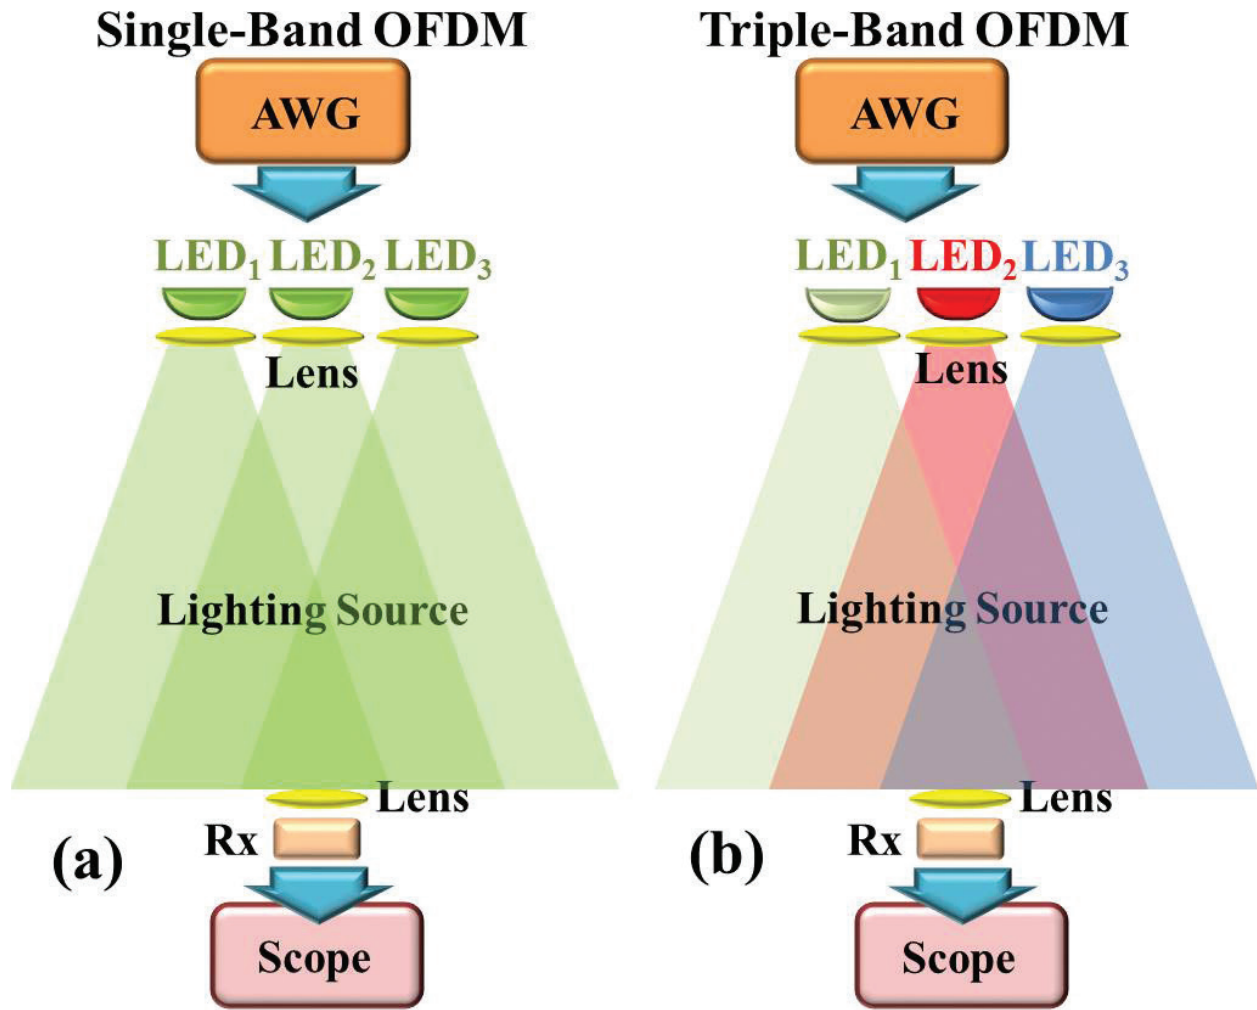 Single-Band OFDM
AWG
LED₁ LED₂ LED₃
Lens
Lighting Source
Lens
Rx
(a)
Scope
Triple-Band OFDM
AWG
LED₁ LED₂ LED₃
Lens
Lighting Source
Lens
Rx
(b)
Scope